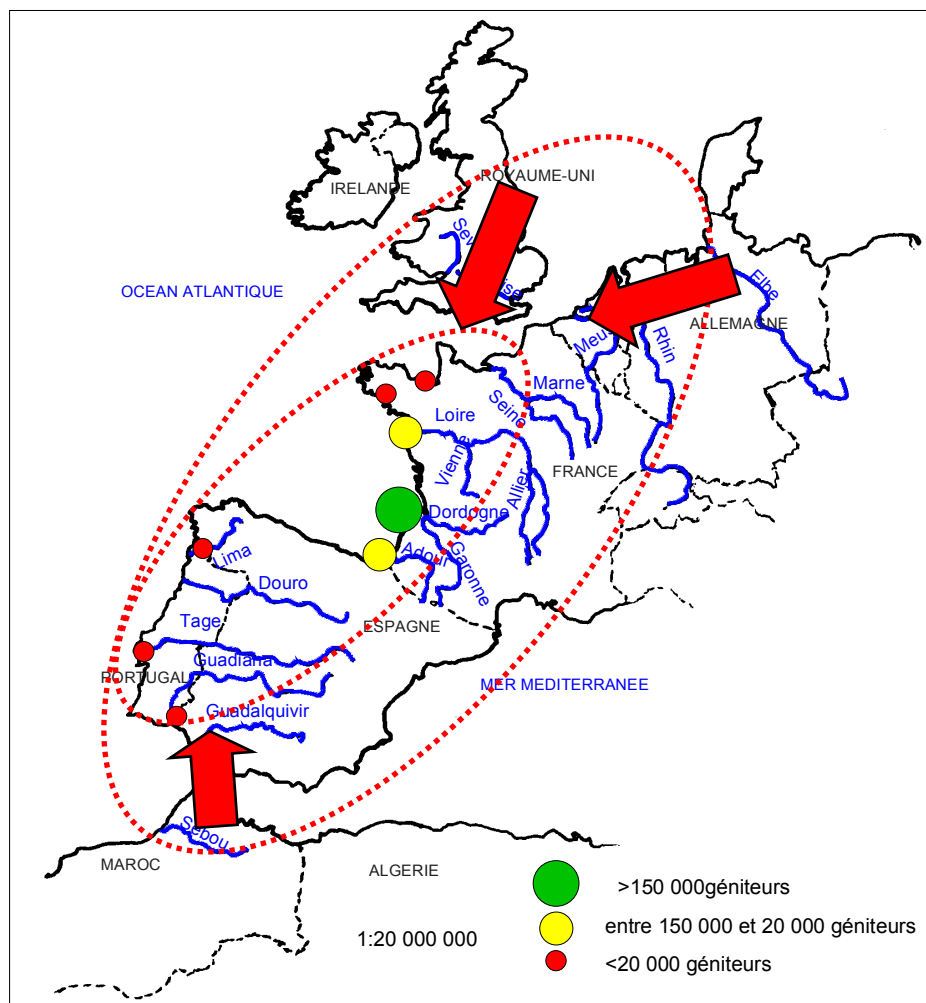 IRELANDE
ROYAUME-UNI
OCEAN ATLANTIQUE
Elbe
ALLEMAGNE
Rhin
Marne
Seine
Loire
Vienne
Allier
FRANCE
Dordogne
Adour
Garonne
Lima
Douro
ESPAGNE
Tage
Guadiana
PORTUGAL
MER MEDITERRANEE
Guadalquivir
Sebou
MAROC
ALGERIE
>150 000géniteurs
entre 150 000 et 20 000 géniteurs
1:20 000 000
<20 000 géniteurs